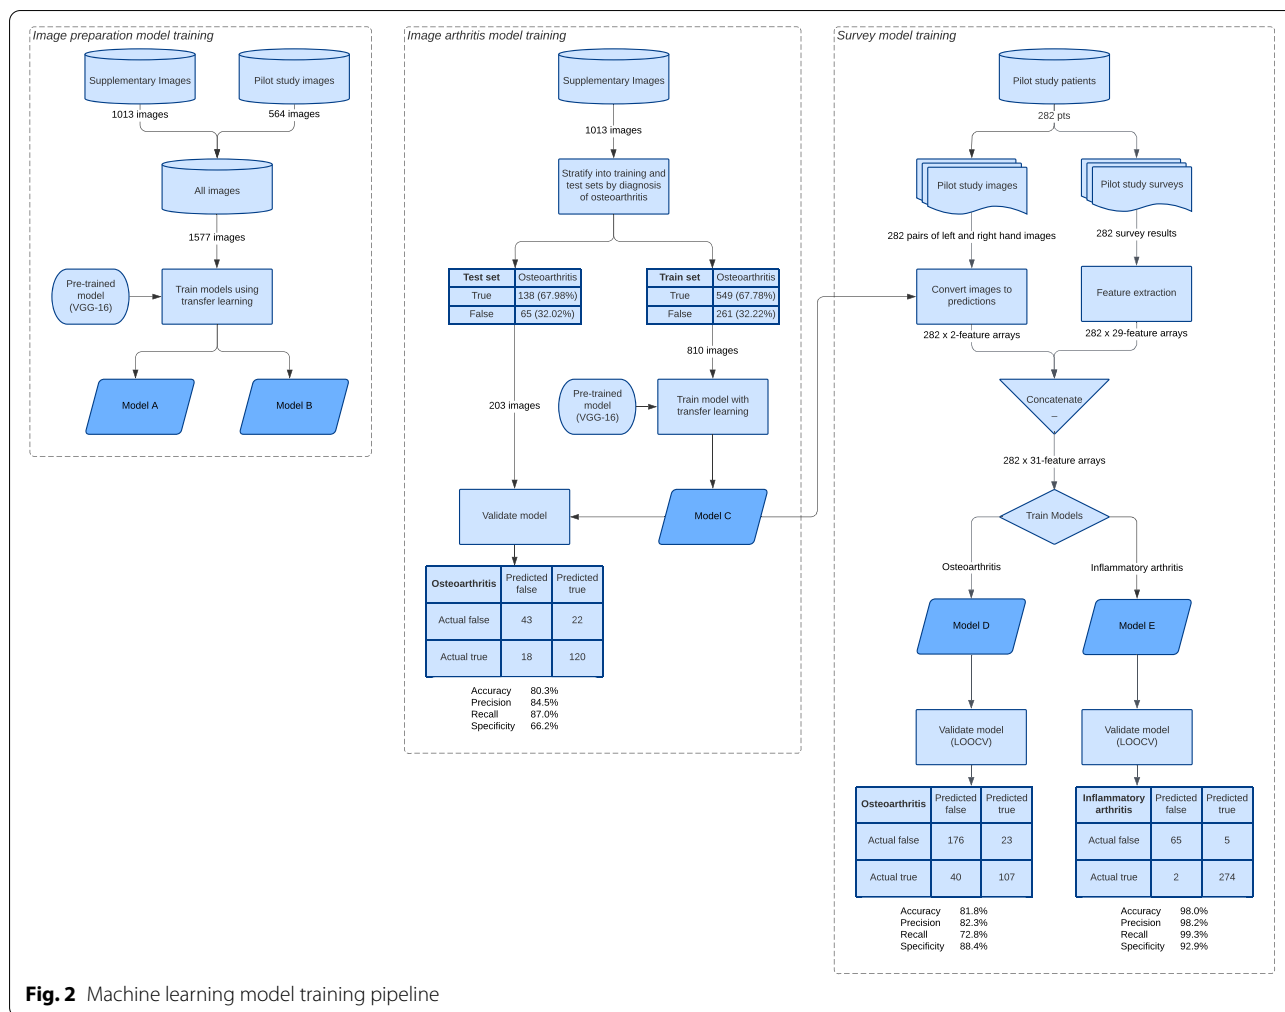 Image preparation model training
Supplementary Images
Pilot study images
1013 images
564 images
All images
1577 images
Pre-trained
model
(VGG-16)
Train models using
transfer learning
Model A
Model B
Image arthritis model training
Supplementary Images
1013 images
Stratify into training and
test sets by diagnosis
of osteoarthritis
Test set Osteoarthritis
True 138 (67.98%)
False 65 (32.02%)
Train set Osteoarthritis
True 549 (67.78%)
False 261 (32.22%)
810 images
203 images
Pre-trained
model
(VGG-16)
Train model with
transfer learning
Validate model
Model C
Osteoarthritis Predicted false Predicted true
Actual false 43 22
Actual true 18 120
Accuracy 80.3%
Precision 84.5%
Recall 87.0%
Specificity 66.2%
Survey model training
Pilot study patients
282 pts
Pilot study images
Pilot study surveys
282 pairs of left and right hand images
282 survey results
Convert images to
predictions
Feature extraction
282 x 2-feature arrays
282 x 29-feature arrays
Concatenate
–
282 x 31-feature arrays
Train Models
Osteoarthritis
Inflammatory arthritis
Model D
Model E
Validate model
(LOOCV)
Validate model
(LOOCV)
Osteoarthritis Predicted false Predicted true
Actual false 176 23
Actual true 40 107
Inflammatory arthritis Predicted false Predicted true
Actual false 65 5
Actual true 2 274
Accuracy 81.8%
Precision 82.3%
Recall 72.8%
Specificity 88.4%
Accuracy 98.0%
Precision 98.2%
Recall 99.3%
Specificity 92.9%
Fig. 2 Machine learning model training pipeline